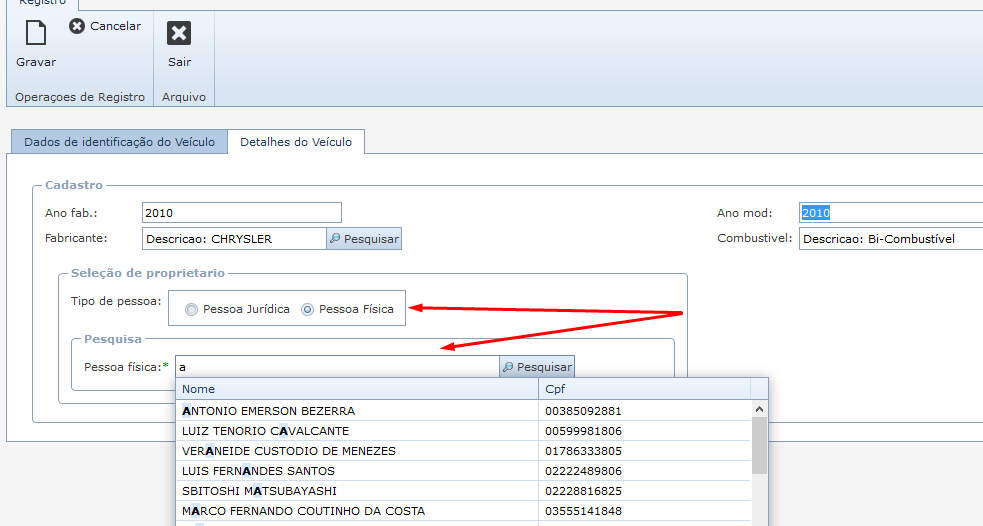 Registro
Cancelar
Gravar
Sair
Operaçoes de Registro
Arquivo
Dados de identificação do Veículo
Detalhes do Veículo
Cadastro
Ano fab.: 2010 Ano mod: 2010
Fabricante: Descricao: CHRYSLER Pesquisar Combustivel: Descricao: Bi-Combustível
Seleção de proprietario
Tipo de pessoa: Pessoa Jurídica Pessoa Física
Pesquisa
Pessoa física:* a Pesquisar
Nome Cpf
ANTONIO EMERSON BEZERRA 00385092881
LUIZ TENORIO CAVALCANTE 00599981806
VERANEIDE CUSTODIO DE MENEZES 01786333805
LUIS FERNANDES SANTOS 02222489806
SBITOSHI MATSUBAYASHI 02228816825
MARCO FERNANDO COUTINHO DA COSTA 03555141848